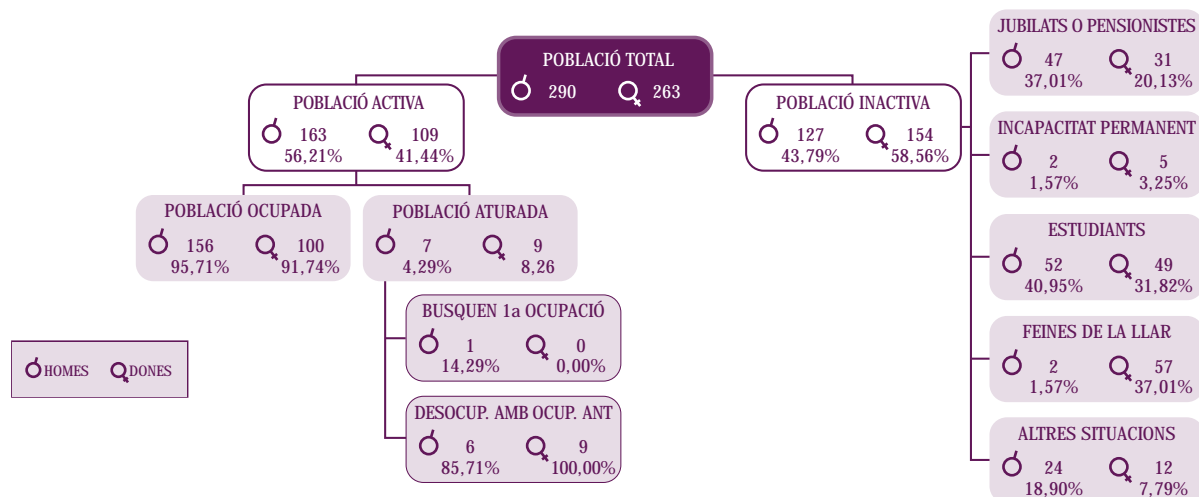 POBLACIÓ TOTAL
290 263
POBLACIÓ ACTIVA
163 109
56,21% 41,44%
POBLACIÓ OCUPADA
156 100
95,71% 91,74%
POBLACIÓ ATURADA
7 9
4,29% 8,26
BUSQUEN 1a OCUPACIÓ
1 0
14,29% 0,00%
DESOCUP. AMB OCUP. ANT
6 9
85,71% 100,00%
POBLACIÓ INACTIVA
127 154
43,79% 58,56%
JUBILATS O PENSIONISTES
47 31
37,01% 20,13%
INCAPACITAT PERMANENT
2 5
1,57% 3,25%
ESTUDIANTS
52 49
40,95% 31,82%
FEINES DE LA LLAR
2 57
1,57% 37,01%
ALTRES SITUACIONS
24 12
18,90% 7,79%
HOMES DONES